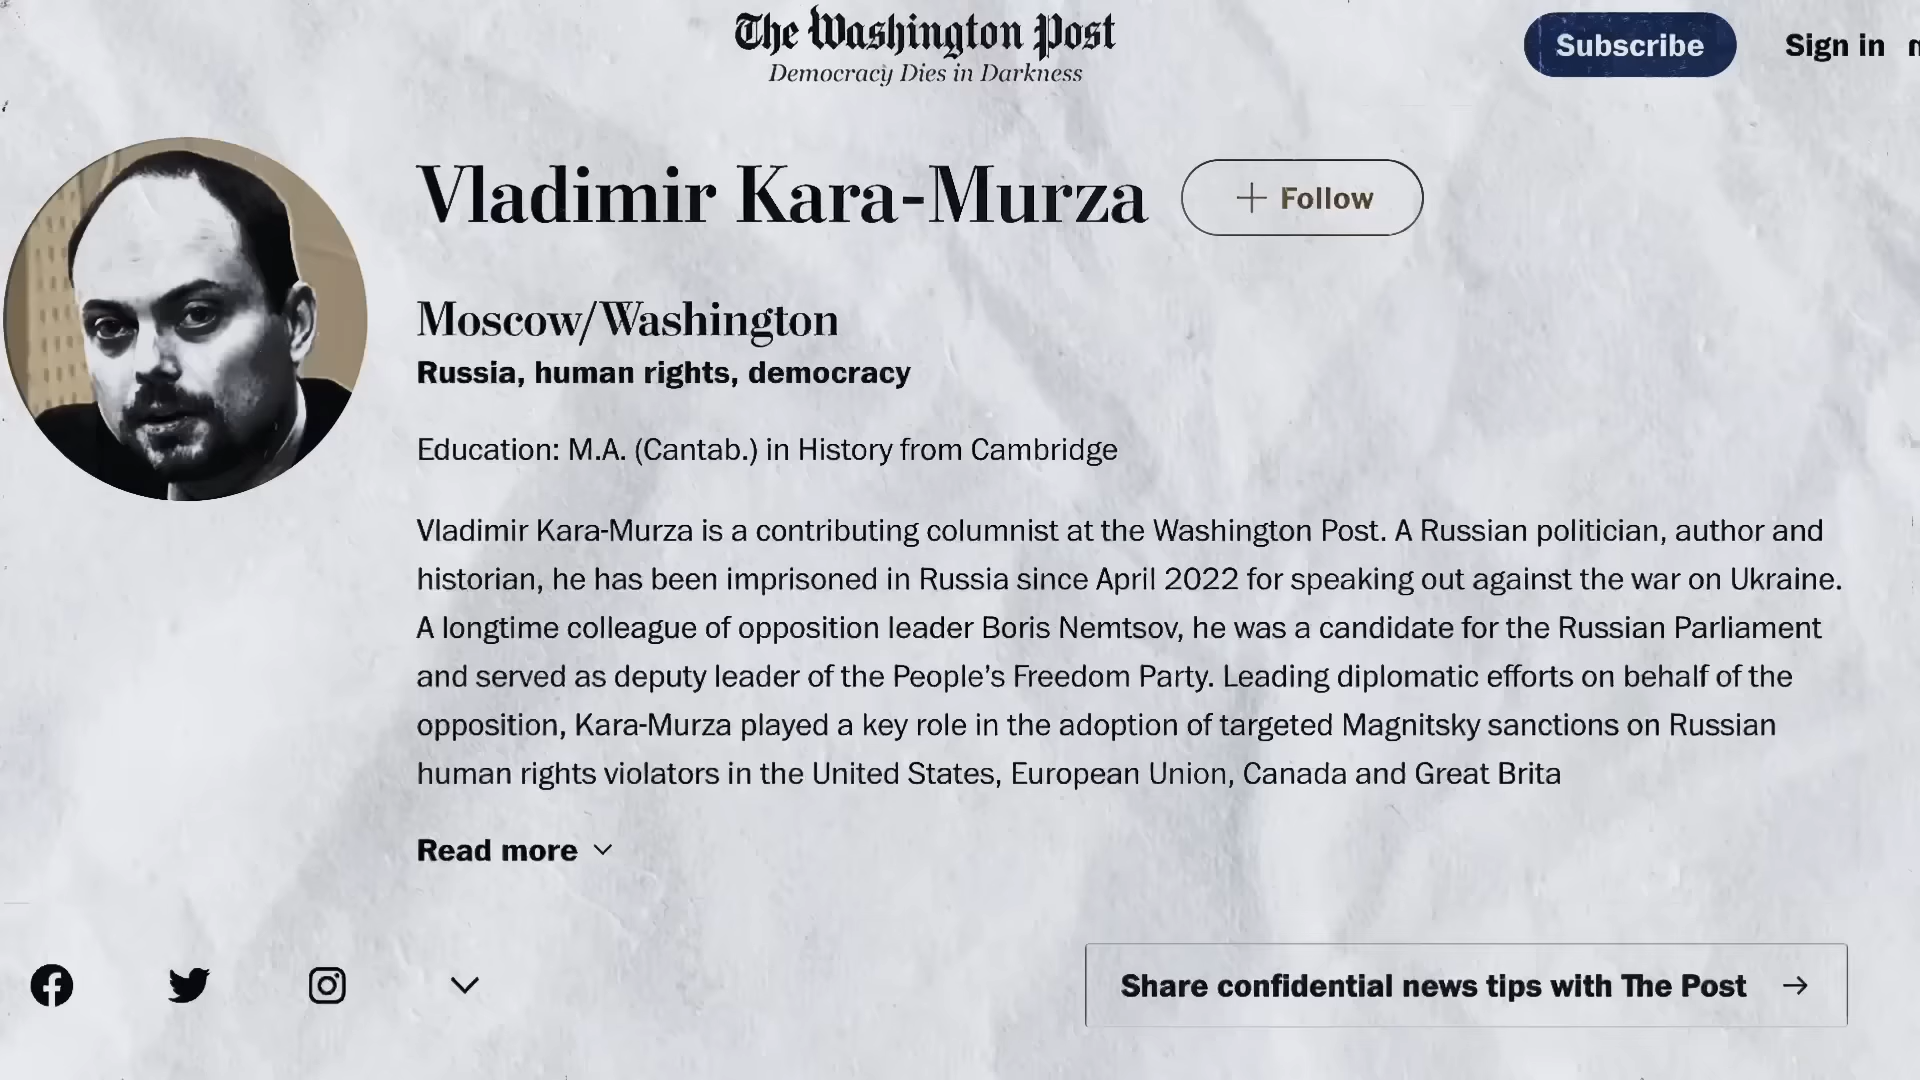 The Washington Post
Democracy Dies in Darkness
Subscribe
Sign in
Vladimir Kara-Murza
+ Follow
Moscow/Washington
Russia, human rights, democracy
Education: M.A. (Cantab.) in History from Cambridge
Vladimir Kara-Murza is a contributing columnist at the Washington Post. A Russian politician, author and
historian, he has been imprisoned in Russia since April 2022 for speaking out against the war on Ukraine.
A longtime colleague of opposition leader Boris Nemtsov, he was a candidate for the Russian Parliament
and served as deputy leader of the People’s Freedom Party. Leading diplomatic efforts on behalf of the
opposition, Kara-Murza played a key role in the adoption of targeted Magnitsky sanctions on Russian
human rights violators in the United States, European Union, Canada and Great Brita
Read more
Share confidential news tips with The Post →